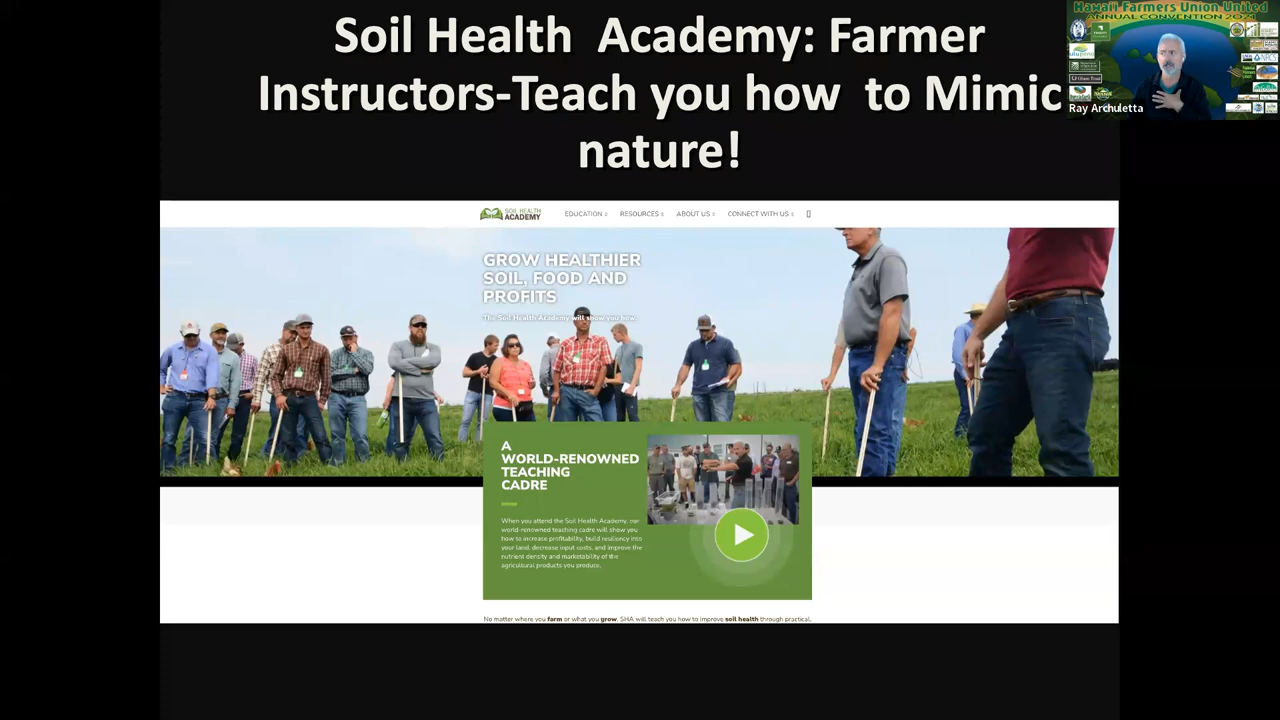 Soil Health Academy: Farmer
Instructors-Teach you how to Mimic
nature!
Hawaii Farmers Union United
ANNUAL CONVENTION 2021
NRCS
Ray Archuletta
SOIL HEALTH
ACADEMY
EDUCATION
RESOURCES
ABOUT US
CONNECT WITH US
GROW HEALTHIER
SOIL, FOOD AND
PROFITS
The Soil Health Academy will show you how.
A
WORLD-RENOWNED
TEACHING
CADRE
When you attend the Soil Health Academy, our
world-renowned teaching cadre will show you
how to increase profitability, build resiliency into
your land, decrease input costs, and improve the
nutrient density and marketability of the
agricultural products you produce.
No matter where you farm or what you grow, SHA will teach you how to improve soil health through practical,